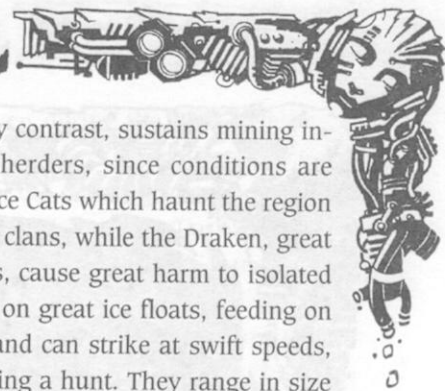 y contrast, sustains mining in-
herders, since conditions are
ce Cats which haunt the region
clans, while the Draken, great
s, cause great harm to isolated
on great ice floats, feeding on
and can strike at swift speeds,
ing a hunt. They range in size